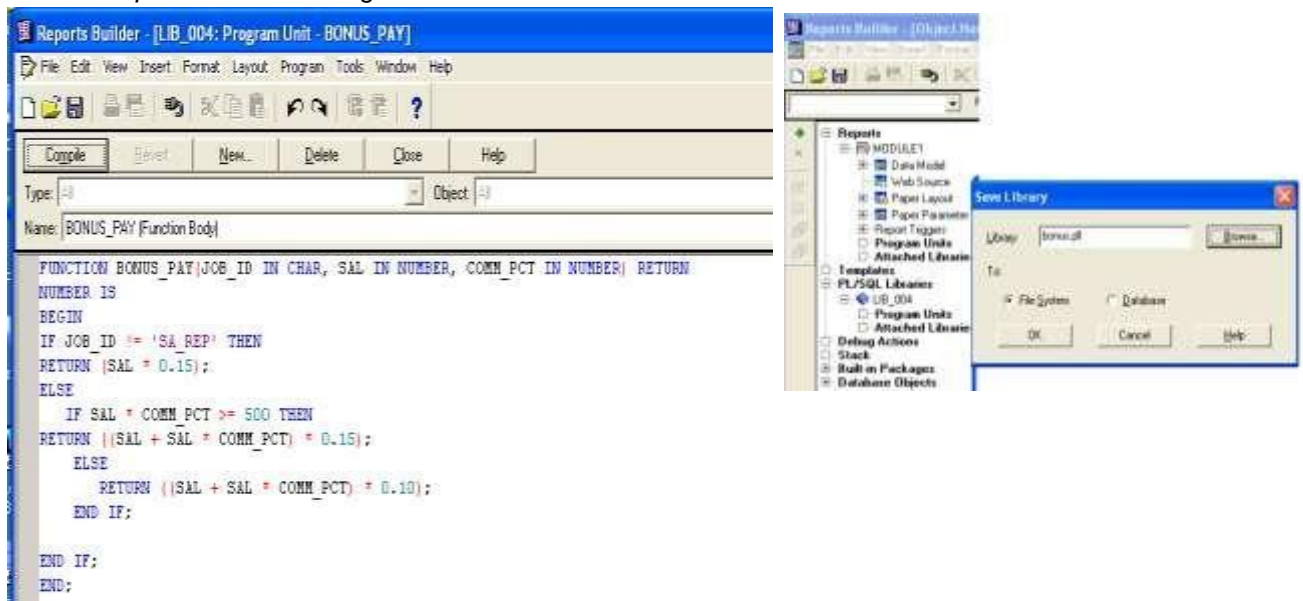 Reports Builder - [LIB_004: Program Unit - BONUS_PAY]
File Edit View Insert Format Layout Program Tools Window Help
Compile Revert New... Delete Close Help
Type: Object
Name: BONUS_PAY (Function Body)
FUNCTION BONUS_PAY(JOB_ID IN CHAR, SAL IN NUMBER, COMM_PCT IN NUMBER) RETURN
NUMBER IS
BEGIN
IF JOB_ID != 'SA_REP' THEN
RETURN (SAL * 0.15);
ELSE
IF SAL * COMM_PCT >= 500 THEN
RETURN ((SAL + SAL * COMM_PCT) * 0.15);
ELSE
RETURN ((SAL + SAL * COMM_PCT) * 0.10);
END IF;
END IF;
END;
Reports Builder - [Object
Reports
MODULE1
Data Model
Web Source
Paper Layout
Paper Parameter
Report Triggers
Program Units
Attached Librarie
Templates
PL/SQL Libraries
LIB_004
Program Units
Attached Librarie
Debug Actions
Stack
Built-in Packages
Database Objects
Save Library
Library bonus.pll Browse...
To:
File System Database
OK Cancel Help